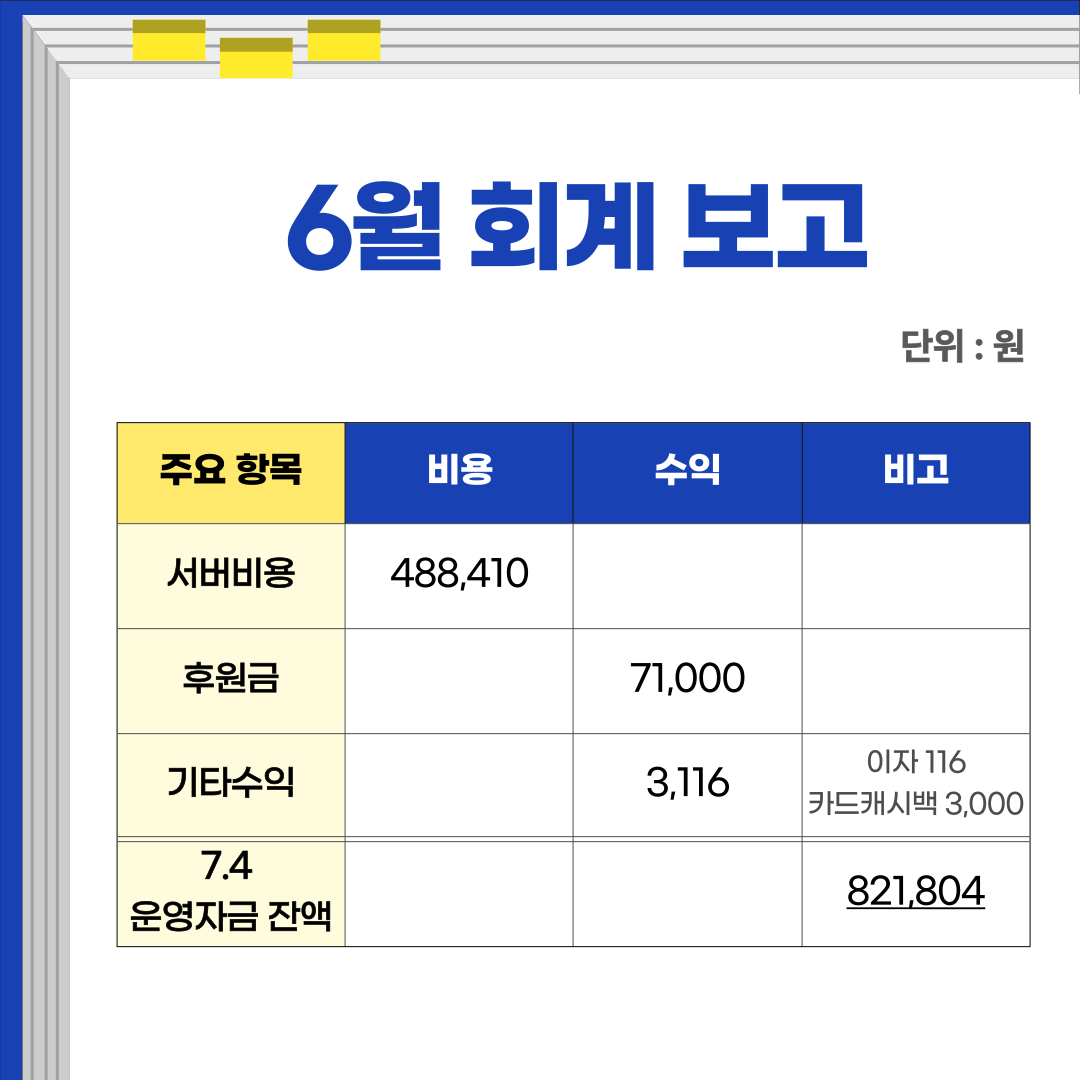 6월 회계 보고
단위 : 원
주요 항목 비용 수익 비고
서버비용 488,410
후원금 71,000
기타수익 3,116 이자 116
카드캐시백 3,000
7.4
운영자금 잔액 821,804